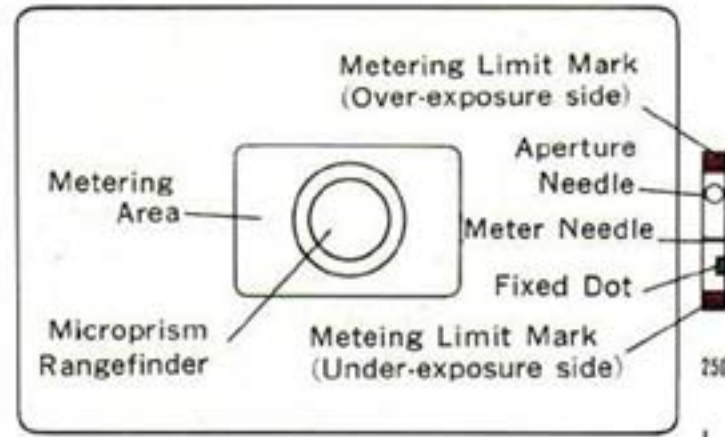 Metering Limit Mark
(Over-exposure side)
Aperture
Needle
Metering
Area
Meter Needle
Fixed Dot
Microprism
Rangefinder
Meteing Limit Mark
(Under-exposure side)
250